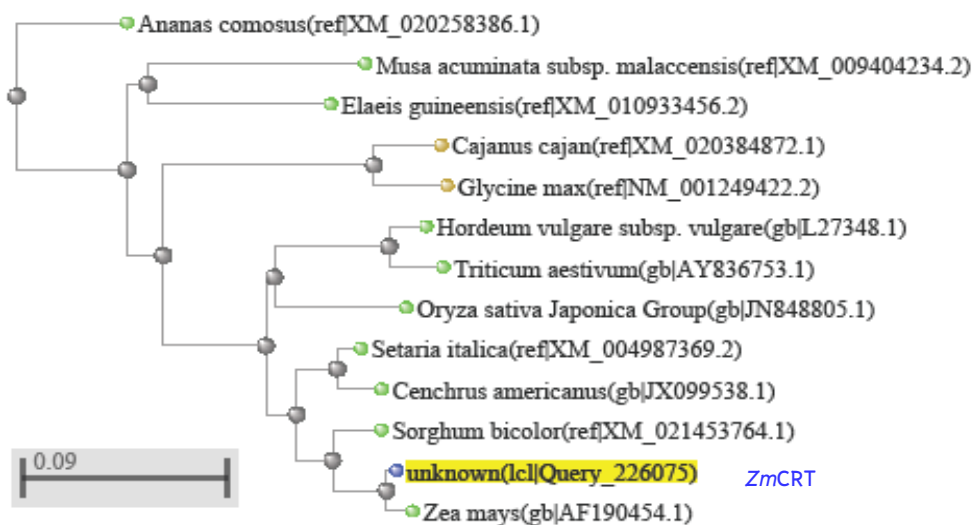 Ananas comosus(ref|XM_020258386.1)
Musa acuminata subsp. malaccensis(ref|XM_009404234.2)
Elaeis guineensis(ref|XM_010933456.2)
Cajanus cajan(ref|XM_020384872.1)
Glycine max(ref|NM_001249422.2)
Hordeum vulgare subsp. vulgare(gb|L27348.1)
Triticum aestivum(gb|AY836753.1)
Oryza sativa Japonica Group(gb|JN848805.1)
Setaria italica(ref|XM_004987369.2)
Cenchrus americanus(gb|JX099538.1)
Sorghum bicolor(ref|XM_021453764.1)
unknown(lcl|Query_226075) ZmCRT
Zea mays(gb|AF190454.1)
0.09